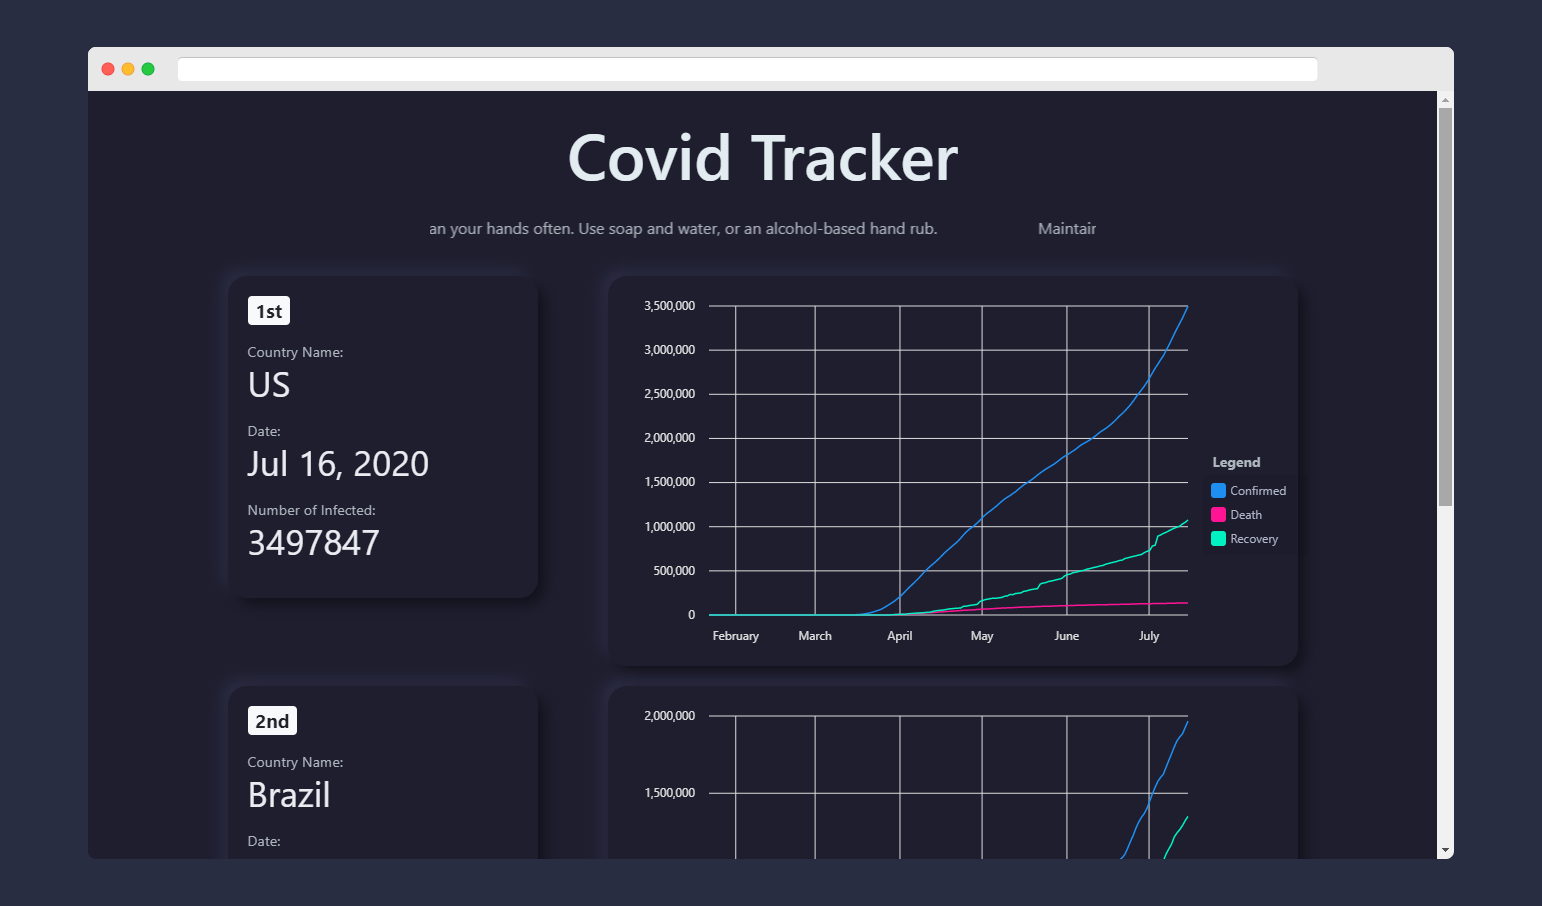 Covid Tracker
an your hands often. Use soap and water, or an alcohol-based hand rub. Maintain
1st
Country Name:
US
Date:
Jul 16, 2020
Number of Infected:
3497847
3,500,000
3,000,000
2,500,000
2,000,000
1,500,000
1,000,000
500,000
0
February March April May June July
Legend
Confirmed
Death
Recovery
2nd
Country Name:
Brazil
Date:
2,000,000
1,500,000